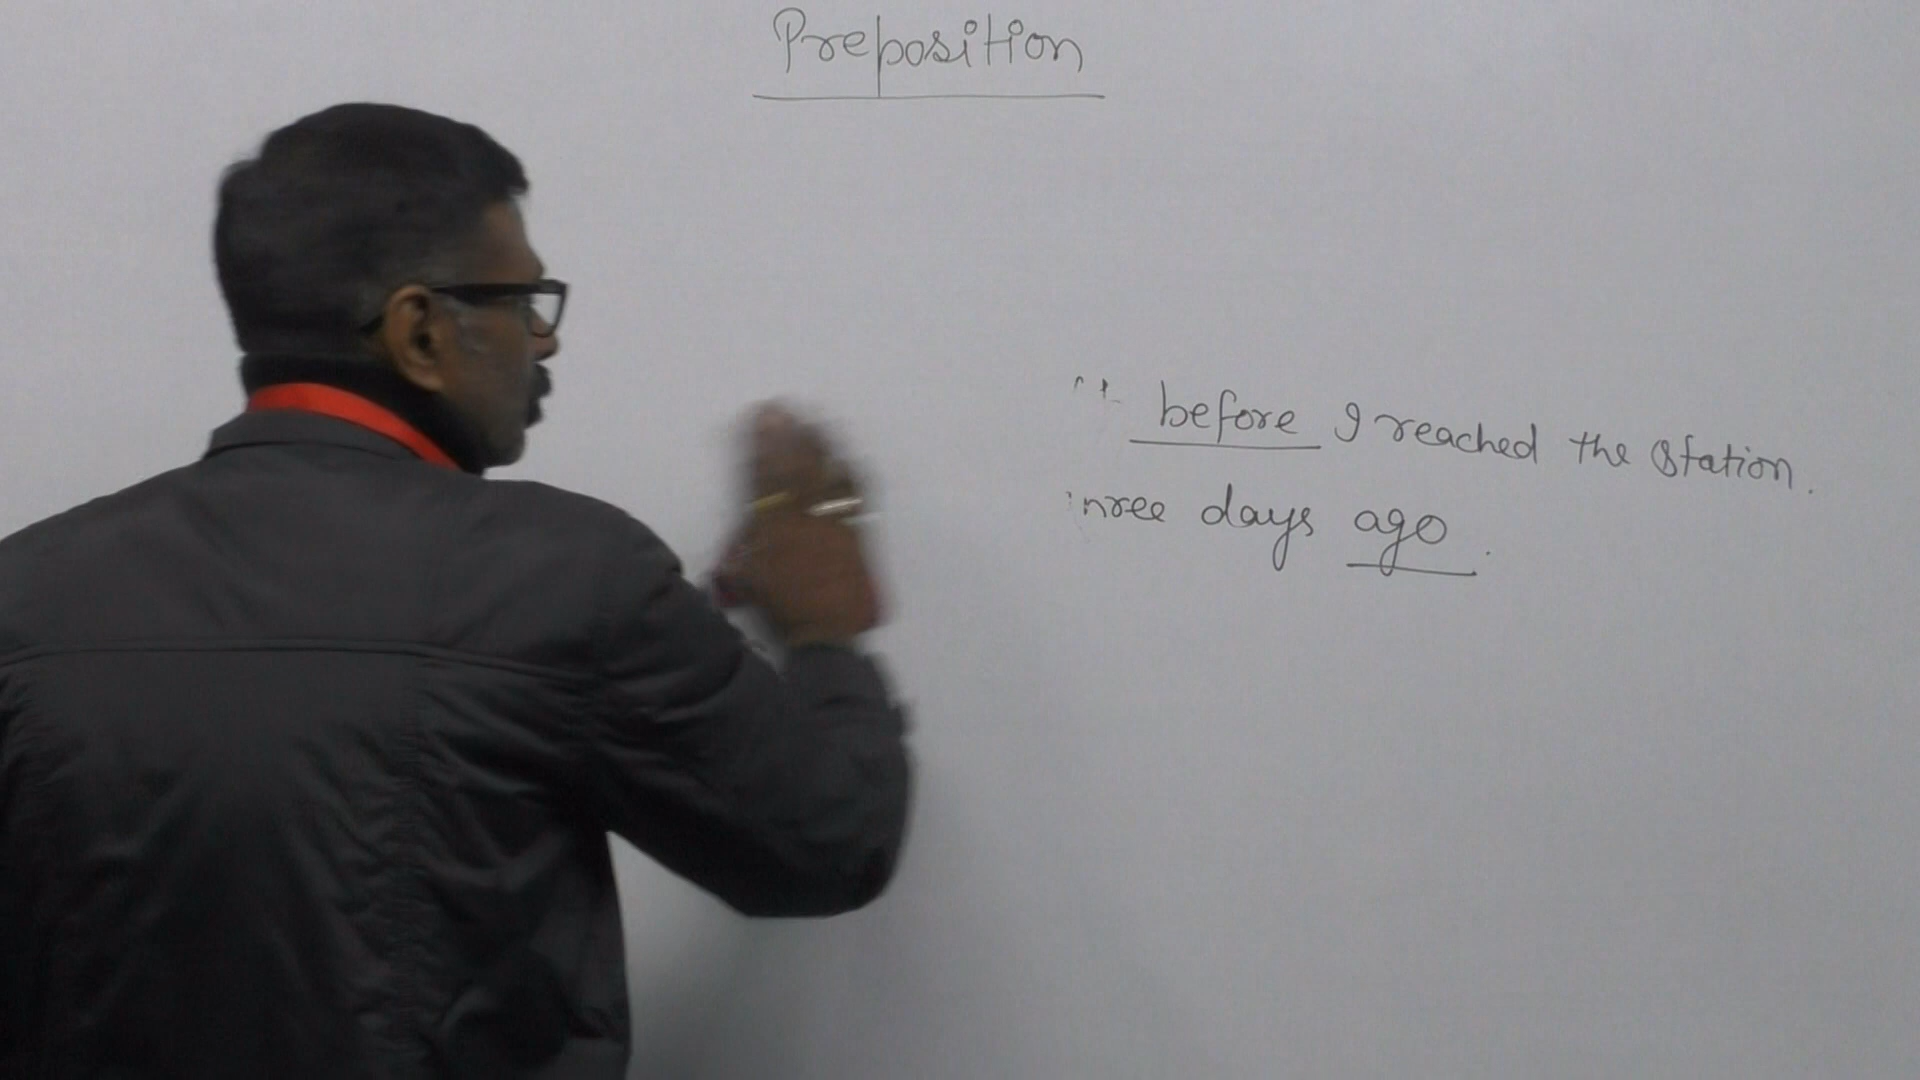 Preposition
before I reached the Station.
days ago.